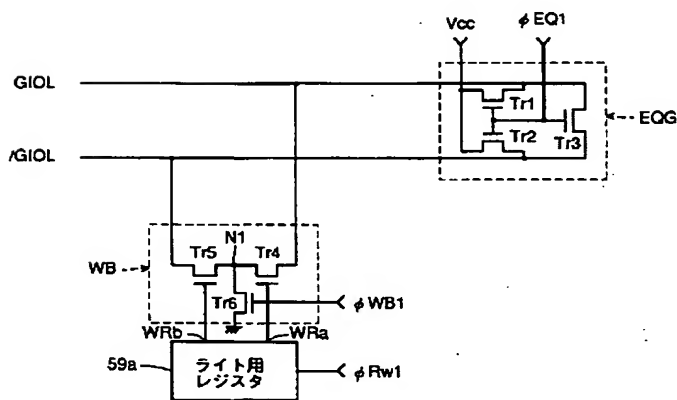 Vcc
φEQ1
GIOL
Tr1
EQG
Tr2
Tr3
/GIOL
N1
Tr5
Tr4
WB
Tr6
φWB1
WRb
WRa
59a
ライト用
レジスタ
φRw1